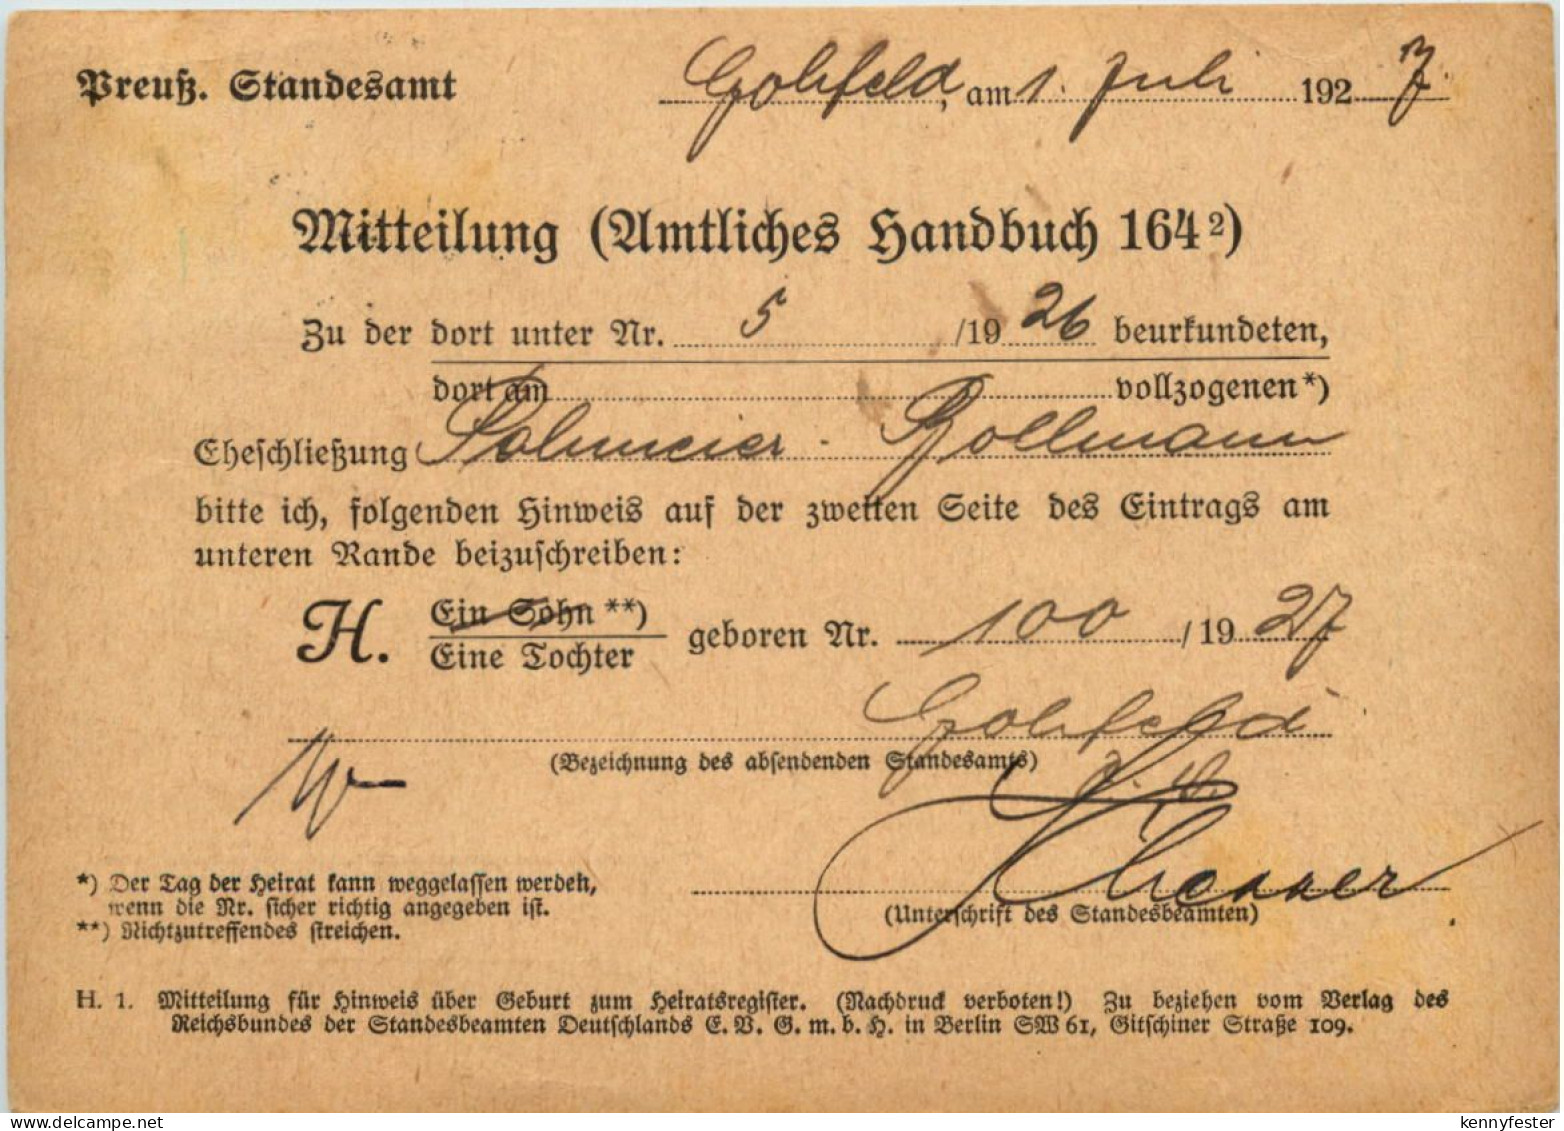 Preuß. Standesamt
Gohfeld, am 1. Juli 1927
Mitteilung (Amtliches Handbuch 164²)
Zu der dort unter Nr. 5 /1926 beurkundeten,
dort am vollzogenen *)
Eheschließung Pohmeier - Bollmann
bitte ich, folgenden Hinweis auf der zweiten Seite des Eintrags am
unteren Rande beizuschreiben:
H. Ein Sohn **)
Eine Tochter geboren Nr. 100 / 1927
Gohfeld
(Bezeichnung des absendenden Standesamts)
(Unterschrift des Standesbeamten)
*) Der Tag der Heirat kann weggelassen werden,
wenn die Nr. sicher richtig angegeben ist.
**) Nichtzutreffendes streichen.
H. 1. Mitteilung für Hinweis über Geburt zum Heiratsregister. (Nachdruck verboten!) Zu beziehen vom Verlag des
Reichsbundes der Standesbeamten Deutschlands E. V. G. m. b. H. in Berlin SW 61, Gitschiner Straße 109.
delcampe.net
kennyfester